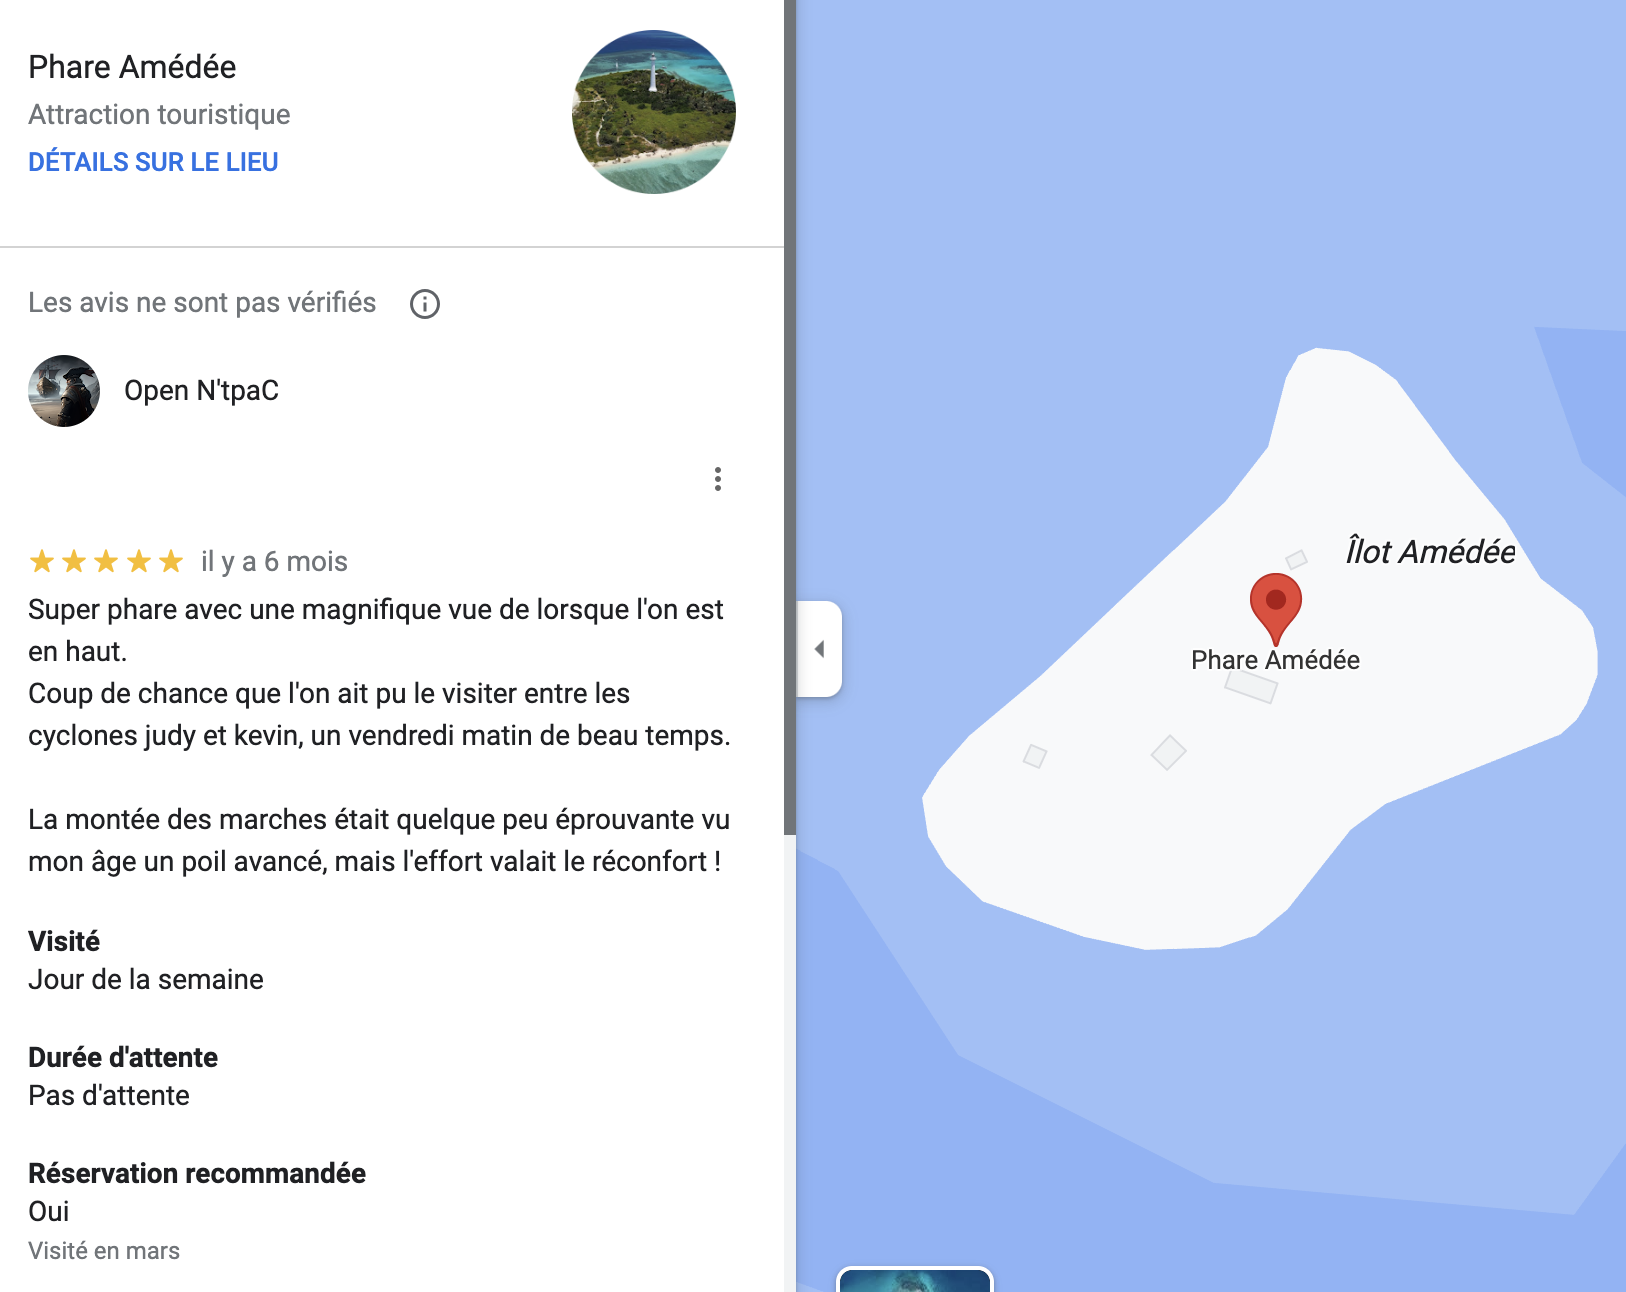 Phare Amédée
Attraction touristique
DÉTAILS SUR LE LIEU
Les avis ne sont pas vérifiés
Open N'tpaC
il y a 6 mois
Super phare avec une magnifique vue de lorsque l'on est
en haut.
Coup de chance que l'on ait pu le visiter entre les
cyclones judy et kevin, un vendredi matin de beau temps.
La montée des marches était quelque peu éprouvante vu
mon âge un poil avancé, mais l'effort valait le réconfort !
Visité
Jour de la semaine
Durée d'attente
Pas d'attente
Réservation recommandée
Oui
Visité en mars
Îlot Amédée
Phare Amédée